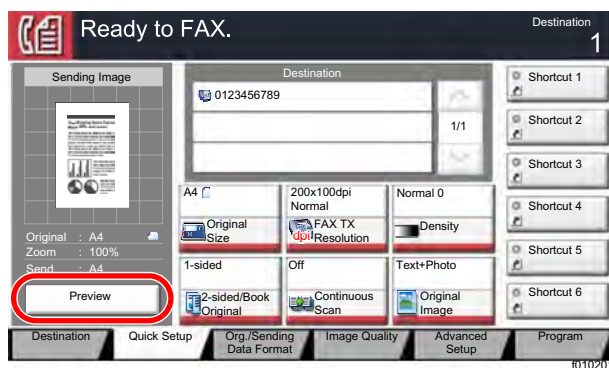 Ready to FAX.
Destination
1
Sending Image
Original : A4
Zoom : 100%
Send : A4
Preview
Destination
0123456789
1/1
A4
Original
Size
200x100dpi
Normal
dpi
FAX TX
Resolution
Normal 0
Density
1-sided
2-sided/Book
Original
Off
Continuous
Scan
Text+Photo
Original
Image
Shortcut 1
Shortcut 2
Shortcut 3
Shortcut 4
Shortcut 5
Shortcut 6
Destination
Quick Setup
Org./Sending
Data Format
Image Quality
Advanced
Setup
Program
f010201